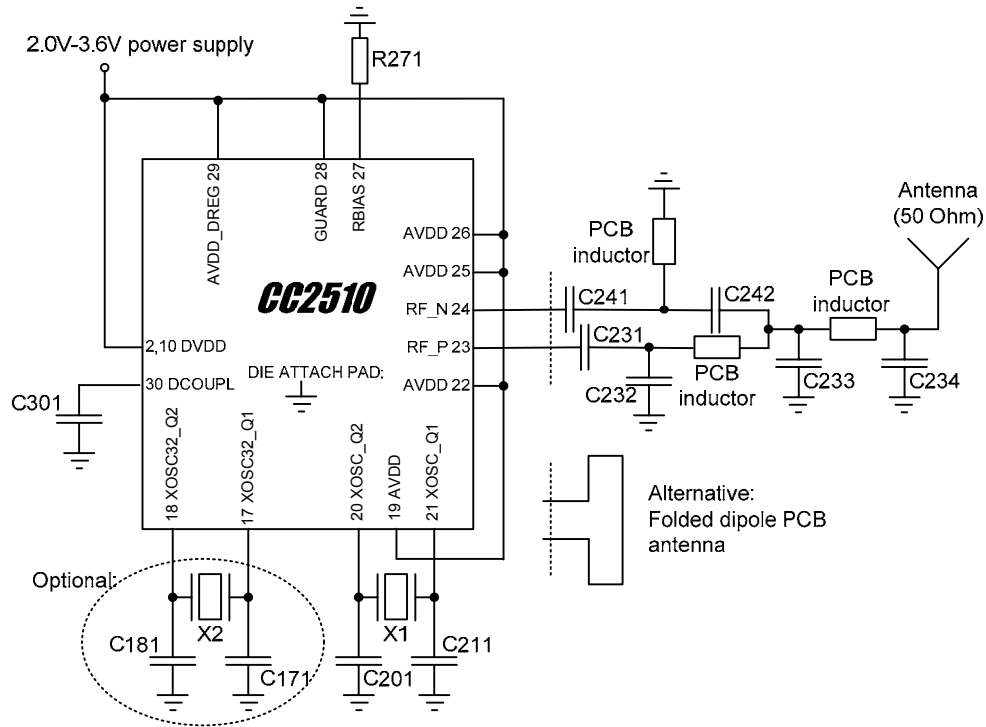 2.0V-3.6V power supply
R271
AVDD_DREG 29
GUARD 28
RBIAS 27
Antenna
(50 Ohm)
PCB
inductor
AVDD 26
AVDD 25
CC2510
RF_N 24
C241
C242
PCB
inductor
RF_P 23
C231
2,10 DVDD
DIE ATTACH PAD:
30 DCOUPL
AVDD 22
C301
C232
PCB
inductor
C233
C234
18 XOSC32_Q2
17 XOSC32_Q1
20 XOSC_Q2
19 AVDD
21 XOSC_Q1
Alternative:
Folded dipole PCB
antenna
Optional:
X2
X1
C181
C171
C201
C211